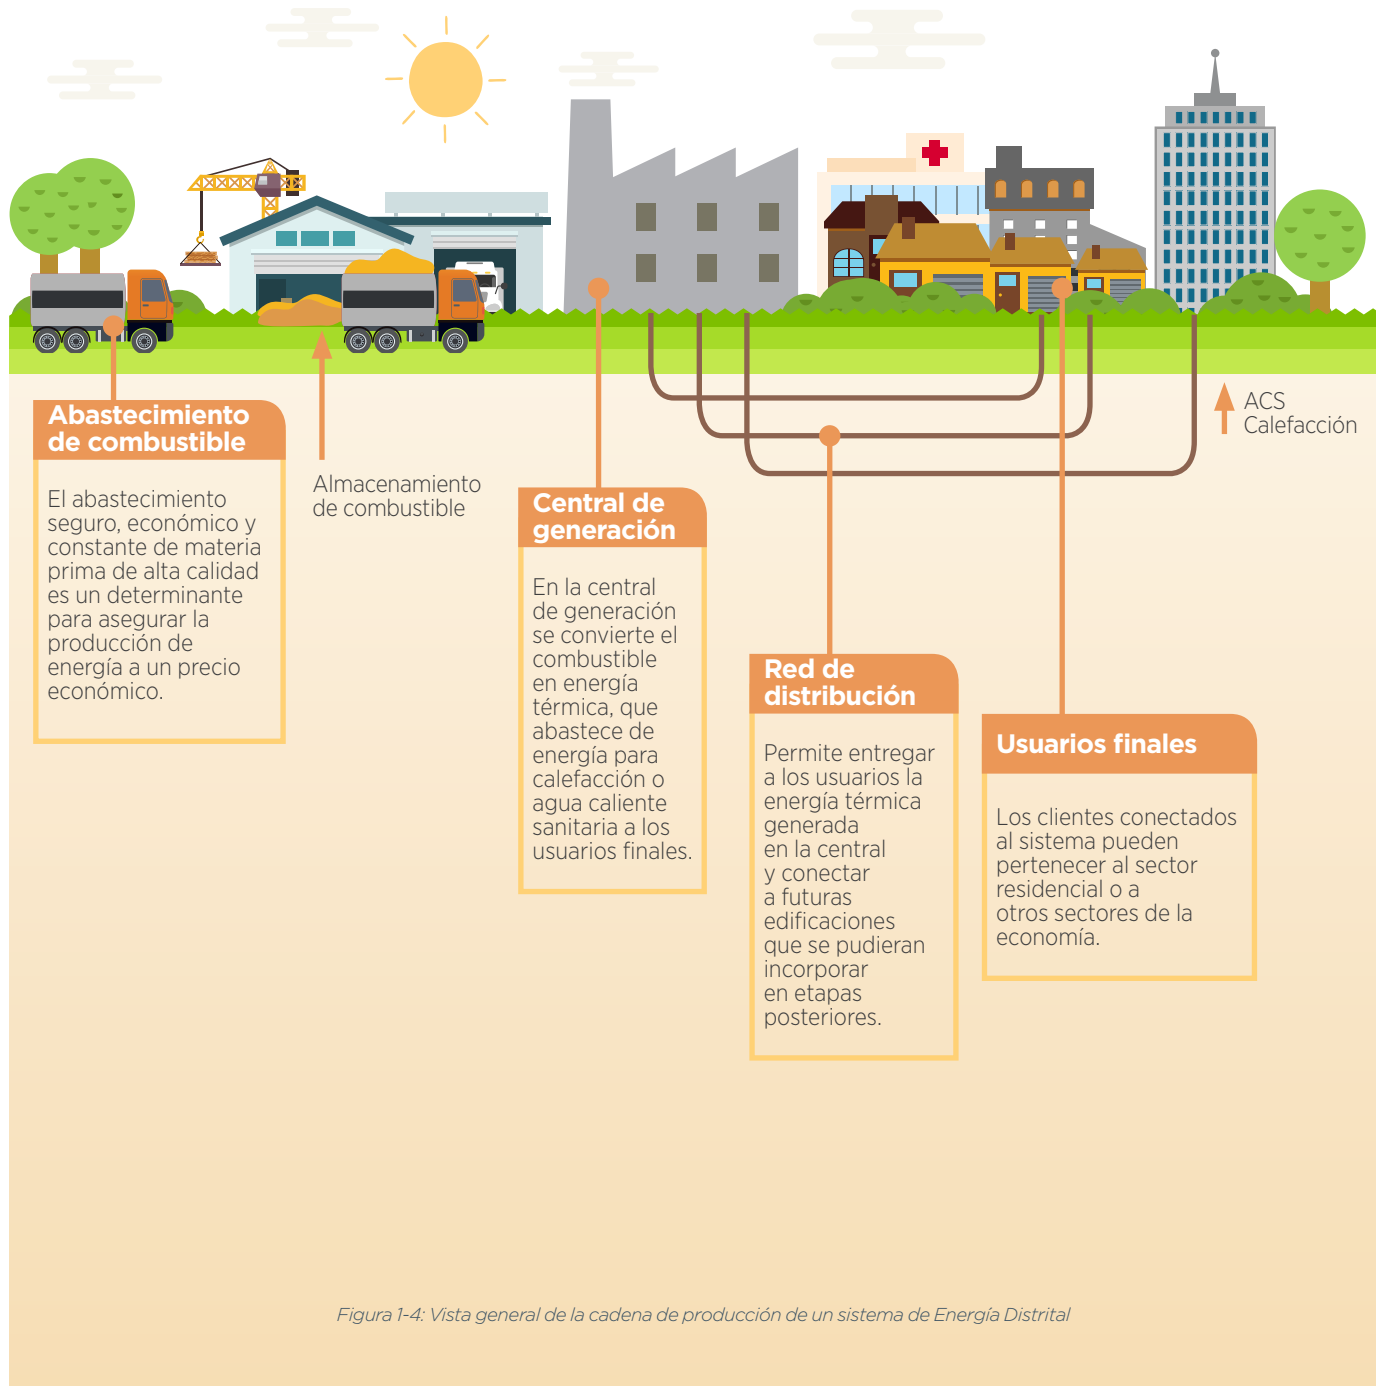 ACS
Calefacción
Abastecimiento
de combustible
El abastecimiento
seguro, económico y
constante de materia
prima de alta calidad
es un determinante
para asegurar la
producción de
energía a un precio
económico.
Almacenamiento
de combustible
Central de
generación
En la central
de generación
se convierte el
combustible
en energía
térmica, que
abastece de
energía para
calefacción o
agua caliente
sanitaria a los
usuarios finales.
Red de
distribución
Permite entregar
a los usuarios la
energía térmica
generada
en la central
y conectar
a futuras
edificaciones
que se pudieran
incorporar
en etapas
posteriores.
Usuarios finales
Los clientes conectados
al sistema pueden
pertenecer al sector
residencial o a
otros sectores de la
economía.
Figura 1-4: Vista general de la cadena de producción de un sistema de Energía Distrital